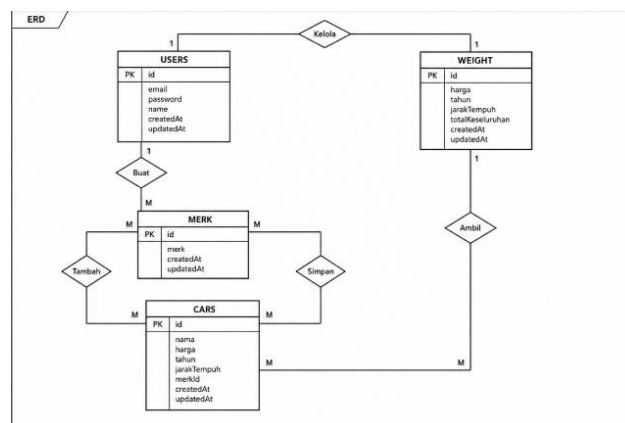 ERD
Kelola
1
1
USERS
PK id
email
password
name
createdAt
updatedAt
WEIGHT
PK id
harga
tahun
jarakTempuh
totalKeseluruhan
createdAt
updatedAt
1
1
Buat
M
M
M
MERK
PK id
merk
createdAt
updatedAt
Ambil
Tambah
Simpan
M
M
CARS
PK id
nama
harga
tahun
jarakTempuh
merkId
createdAt
updatedAt
M
M